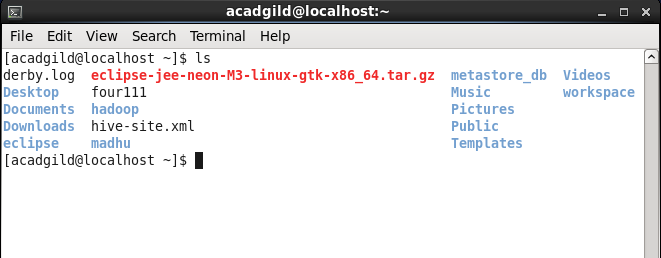 acadgild@localhost:~
File Edit View Search Terminal Help
[acadgild@localhost ~]$ ls
derby.log eclipse-jee-neon-M3-linux-gtk-x86_64.tar.gz metastore_db Videos
Desktop four111 Music workspace
Documents hadoop Pictures
Downloads hive-site.xml Public
eclipse madhu Templates
[acadgild@localhost ~]$